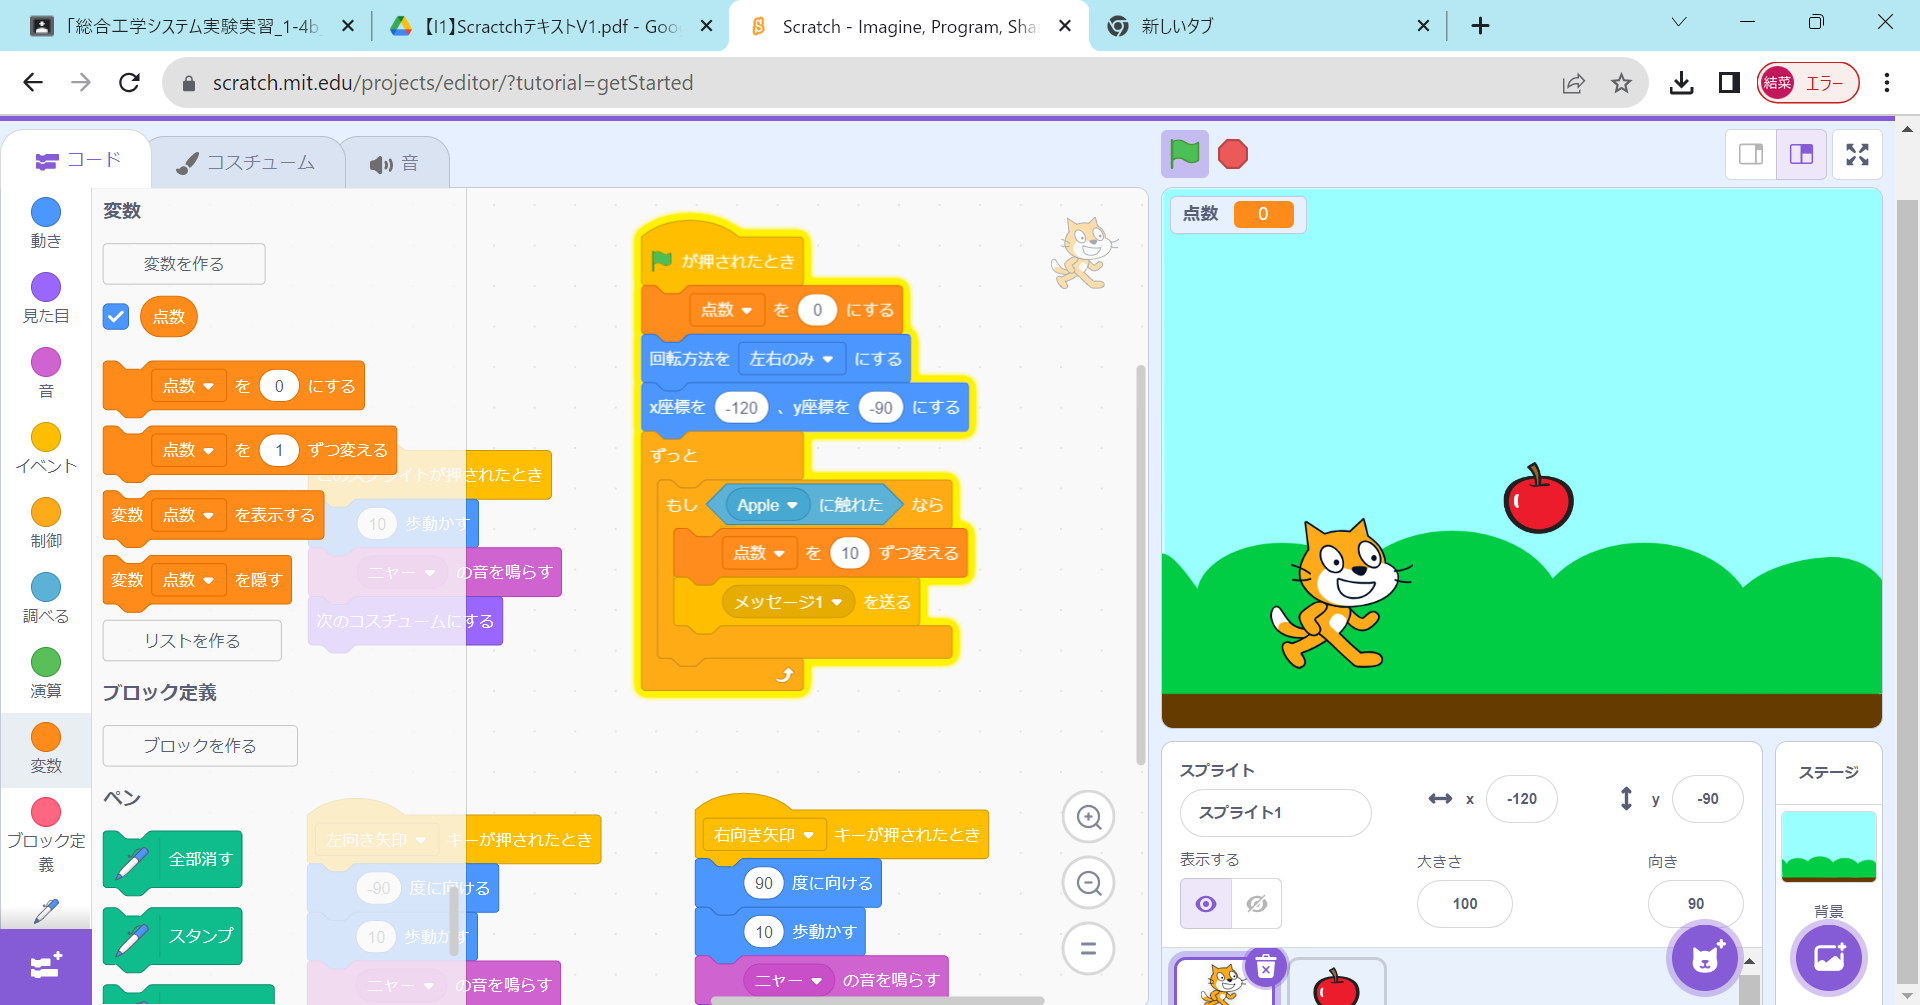 「総合工学システム実験実習_1-4b_
【I1】ScractchテキストV1.pdf - Goo
Scratch - Imagine, Program, Sha
新しいタブ
scratch.mit.edu/projects/editor/?tutorial=getStarted
結菜 エラー
コード
コスチューム
音
動き
見た目
音
イベント
制御
調べる
演算
変数
ブロック定
義
変数
変数を作る
点数
点数 を 0 にする
点数 を 1 ずつ変える
変数 点数 を表示する
変数 点数 を隠す
リストを作る
ブロック定義
ブロックを作る
ペン
全部消す
スタンプ
このスプライトが押されたとき
10 歩動かす
ニャー の音を鳴らす
次のコスチュームにする
左向き矢印 キーが押されたとき
-90 度に向ける
10 歩動かす
ニャー の音を鳴らす
が押されたとき
点数 を 0 にする
回転方法を 左右のみ にする
x座標を -120 、y座標を -90 にする
ずっと
もし Apple に触れた なら
点数 を 10 ずつ変える
メッセージ1 を送る
右向き矢印 キーが押されたとき
90 度に向ける
10 歩動かす
ニャー の音を鳴らす
点数 0
スプライト
スプライト1
x -120
y -90
表示する
大きさ
100
向き
90
ステージ
背景